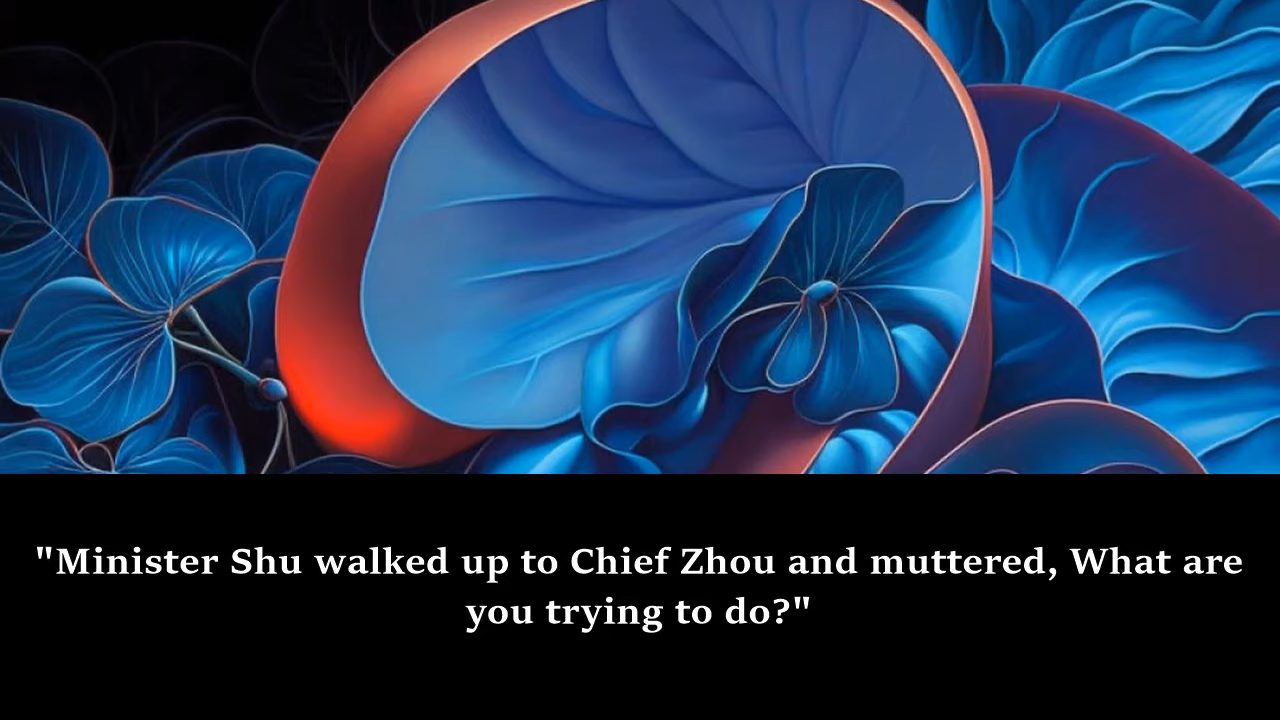 "Minister Shu walked up to Chief Zhou and muttered, What are
you trying to do?"